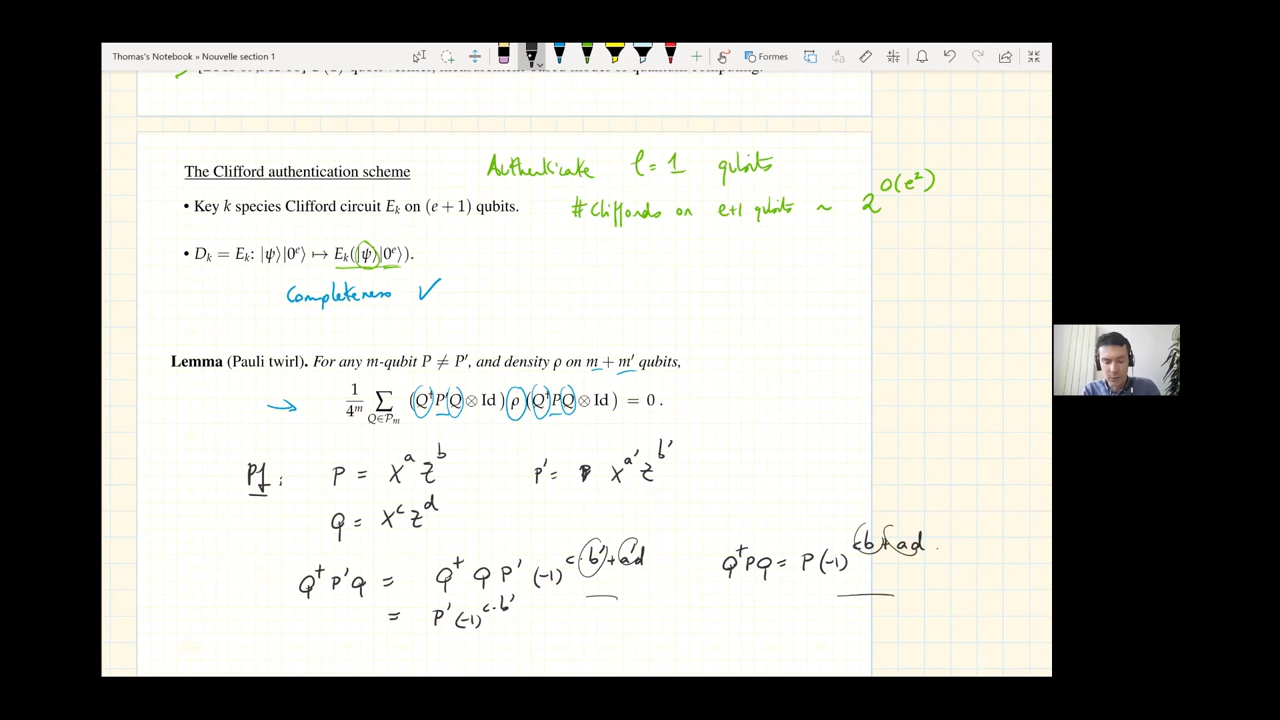 Thomas's Notebook » Nouvelle section 1
Formes
The Clifford authentication scheme
Authenticate ℓ = 1 qubits
• Key k species Clifford circuit E_k on (e + 1) qubits.
# Cliffords on e+1 qubits ~ 2^{O(e²)}
• D_k = E_k: |ψ⟩|0^e⟩ ↦ E_k(|ψ⟩|0^e⟩).
Completeness ✓
Lemma (Pauli twirl). For any m-qubit P ≠ P′, and density ρ on m + m′ qubits,
→ 1/4^m ∑_{Q∈P_m} (Q†P′Q ⊗ Id) ρ (Q†PQ ⊗ Id) = 0 .
Pf: P = X^a Z^b P' = X^{a'} Z^{b'}
Q = X^c Z^d
Q†P'Q = Q† Q P' (-1)^{c·b'+a'd} Q†PQ = P(-1)^{cb+ad}.
= P'(-1)^{c·b'}